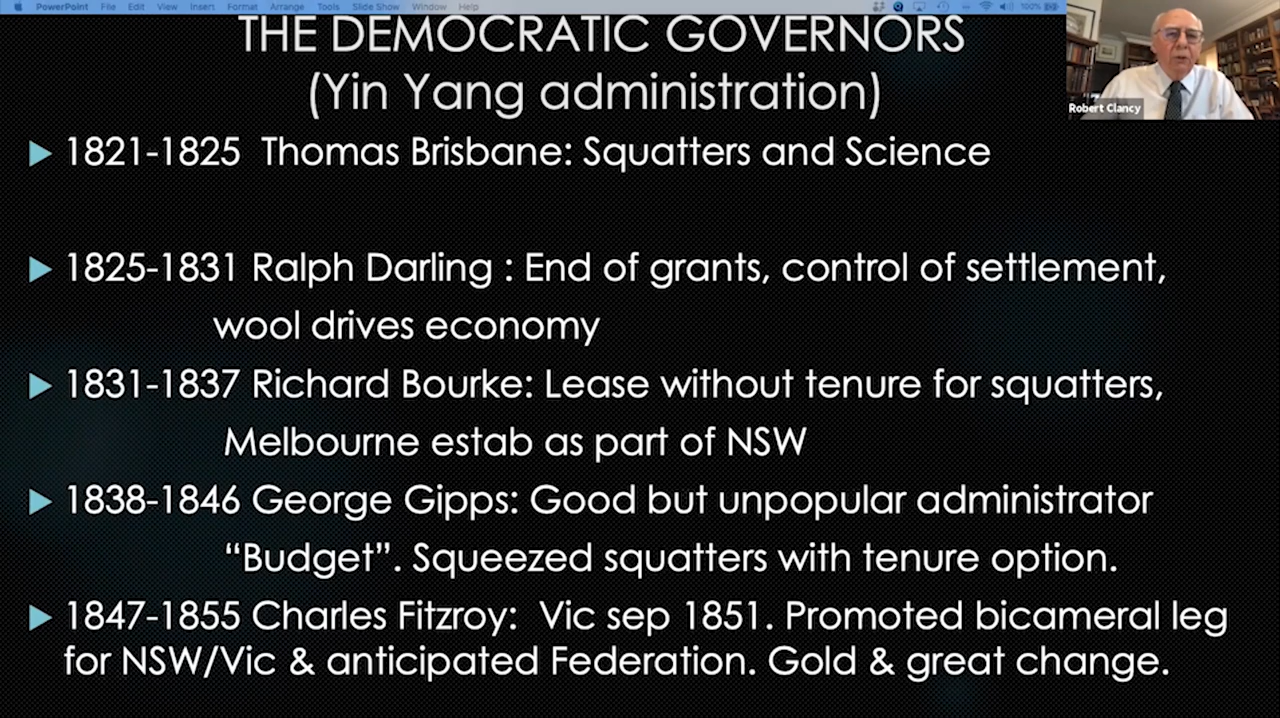 PowerPoint File Edit View Insert Format Arrange Tools Slide Show Window Help
100%
THE DEMOCRATIC GOVERNORS
(Yin Yang administration)
Robert Clancy
1821-1825 Thomas Brisbane: Squatters and Science
1825-1831 Ralph Darling : End of grants, control of settlement,
wool drives economy
1831-1837 Richard Bourke: Lease without tenure for squatters,
Melbourne estab as part of NSW
1838-1846 George Gipps: Good but unpopular administrator
“Budget”. Squeezed squatters with tenure option.
1847-1855 Charles Fitzroy: Vic sep 1851. Promoted bicameral leg
for NSW/Vic & anticipated Federation. Gold & great change.